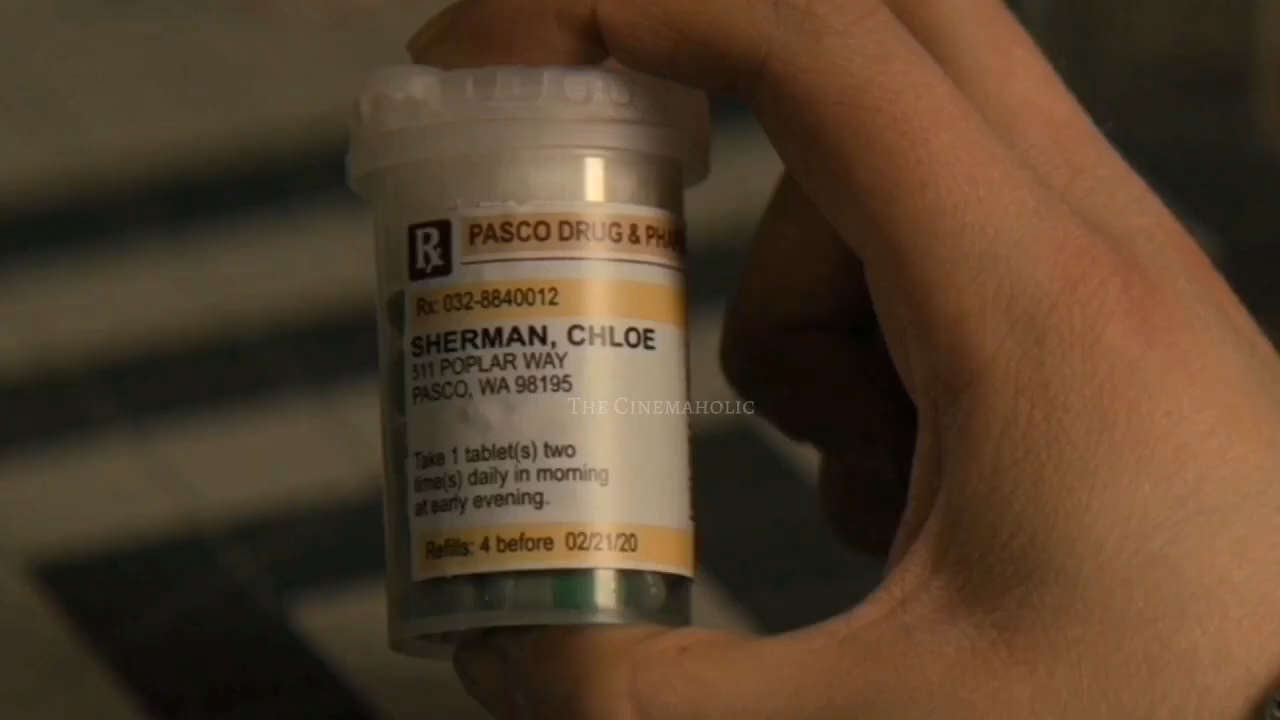 Rx
PASCO DRUG & PHA
Rx: 032-8840012
SHERMAN, CHLOE
511 POPLAR WAY
PASCO, WA 98195
The Cinemaholic
Take 1 tablet(s) two
time(s) daily in morning
at early evening.
Refills: 4 before 02/21/20